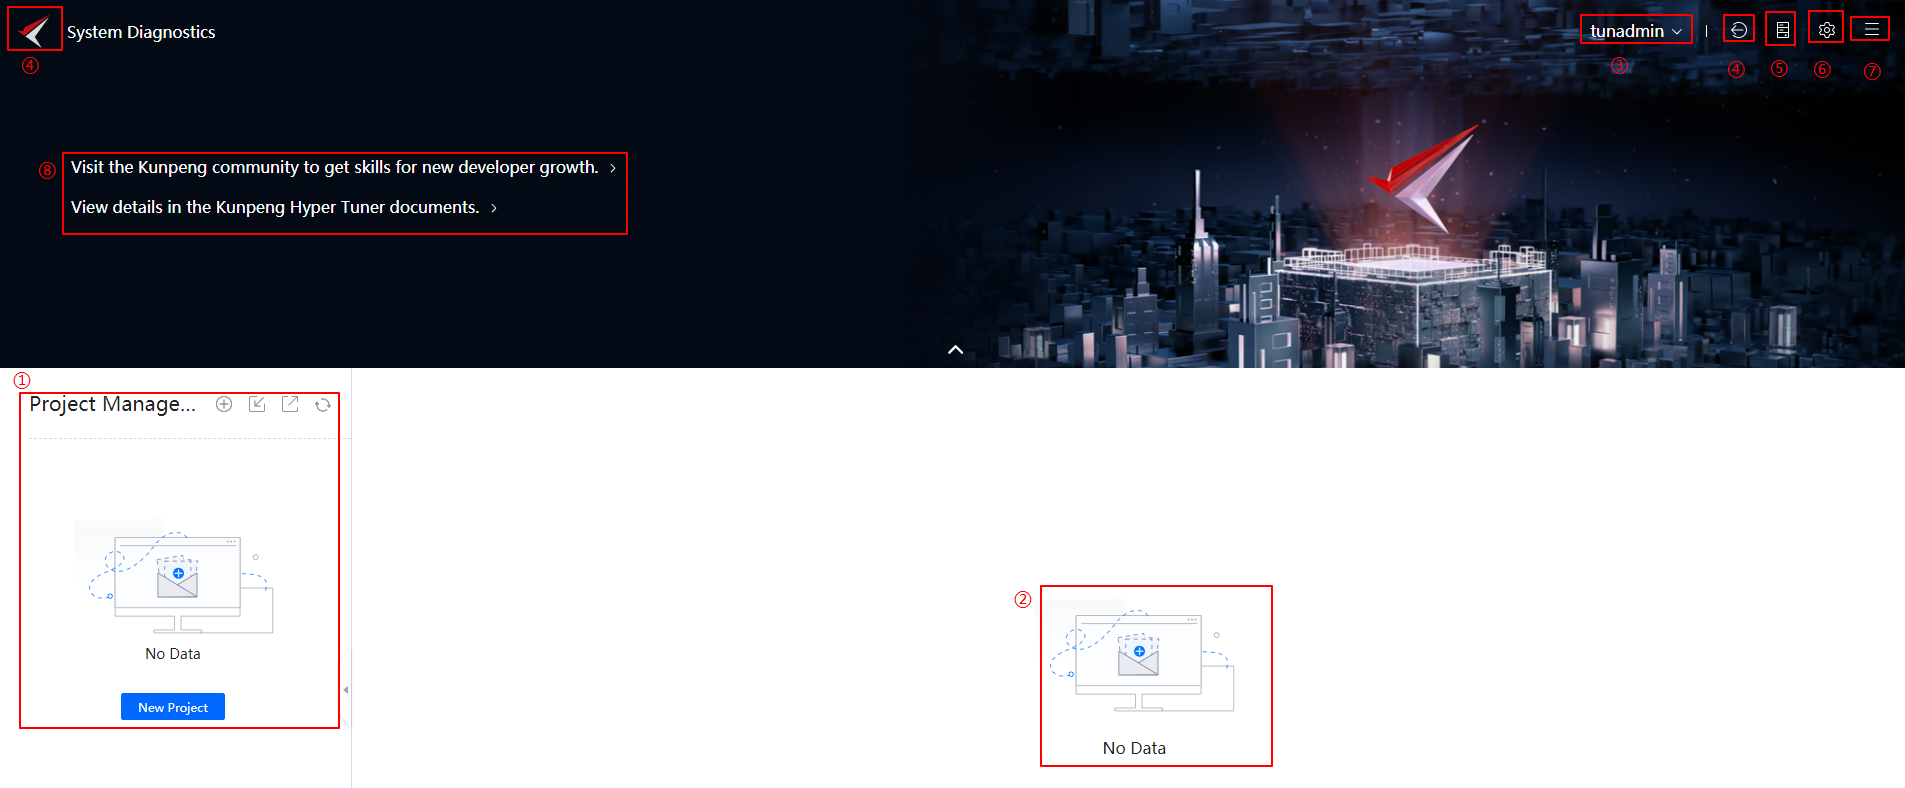 System Diagnostics
tunadmin
④
③
④
⑤
⑥
⑦
⑧
Visit the Kunpeng community to get skills for new developer growth.
View details in the Kunpeng Hyper Tuner documents.
①
Project Manage...
②
No Data
New Project
No Data